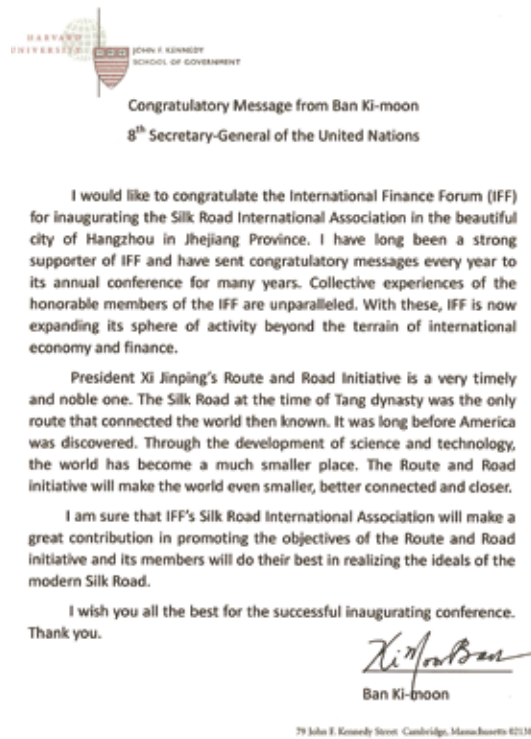 HARVARD
UNIVERSITY
JOHN F. KENNEDY
SCHOOL OF GOVERNMENT
Congratulatory Message from Ban Ki-moon
8th Secretary-General of the United Nations
I would like to congratulate the International Finance Forum (IFF)
for inaugurating the Silk Road International Association in the beautiful
city of Hangzhou in Jhejiang Province. I have long been a strong
supporter of IFF and have sent congratulatory messages every year to
its annual conference for many years. Collective experiences of the
honorable members of the IFF are unparalleled. With these, IFF is now
expanding its sphere of activity beyond the terrain of international
economy and finance.
President Xi Jinping's Route and Road Initiative is a very timely
and noble one. The Silk Road at the time of Tang dynasty was the only
route that connected the world then known. It was long before America
was discovered. Through the development of science and technology,
the world has become a much smaller place. The Route and Road
initiative will make the world even smaller, better connected and closer.
I am sure that IFF's Silk Road International Association will make a
great contribution in promoting the objectives of the Route and Road
initiative and its members will do their best in realizing the ideals of the
modern Silk Road.
I wish you all the best for the successful inaugurating conference.
Thank you.
Ki Moon Ban
Ban Ki-moon
79 John F. Kennedy Street Cambridge, Massachusetts 02138